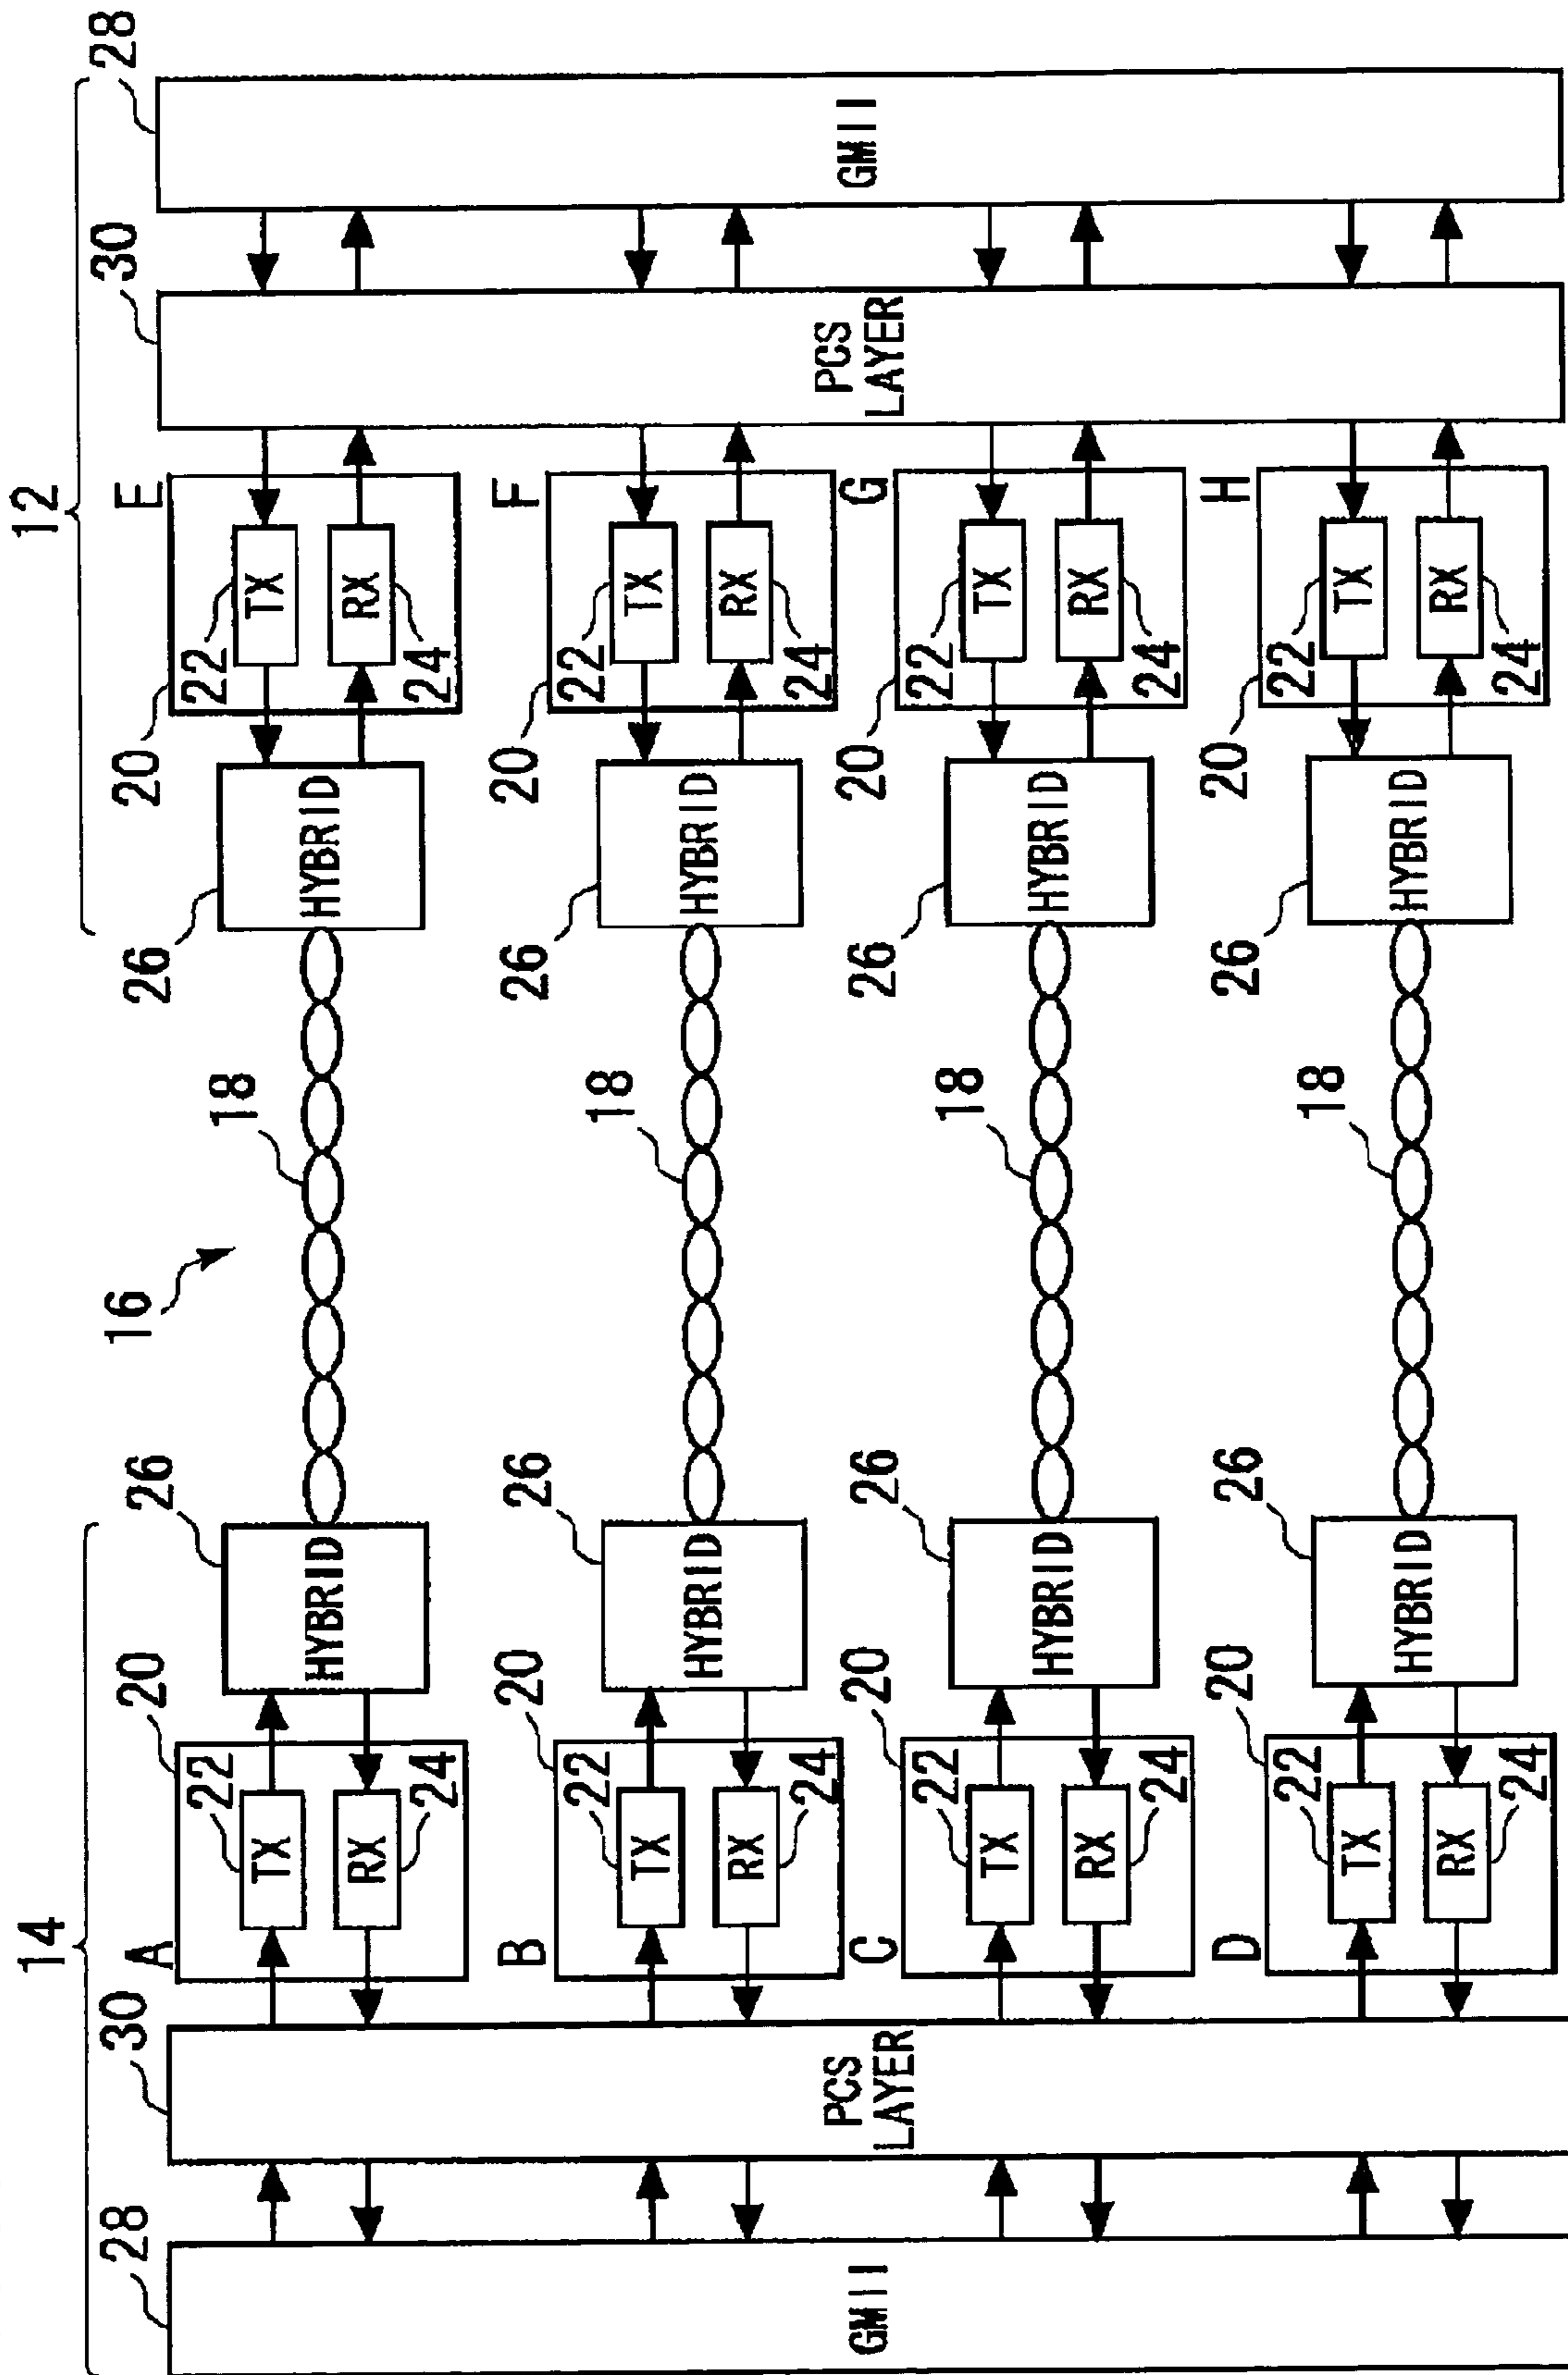 14
12
28
30
A
20
26
16
18
26
20
E
30
28
22
TX
RX
24
HYBRID
HYBRID
22
TX
RX
24
B
20
26
18
26
20
F
22
TX
RX
24
HYBRID
HYBRID
22
TX
RX
24
GMII
PCS
LAYER
PCS
LAYER
GMII
C
20
26
18
26
20
G
22
TX
RX
24
HYBRID
HYBRID
22
TX
RX
24
D
20
26
18
26
20
H
22
TX
RX
24
HYBRID
HYBRID
22
TX
RX
24